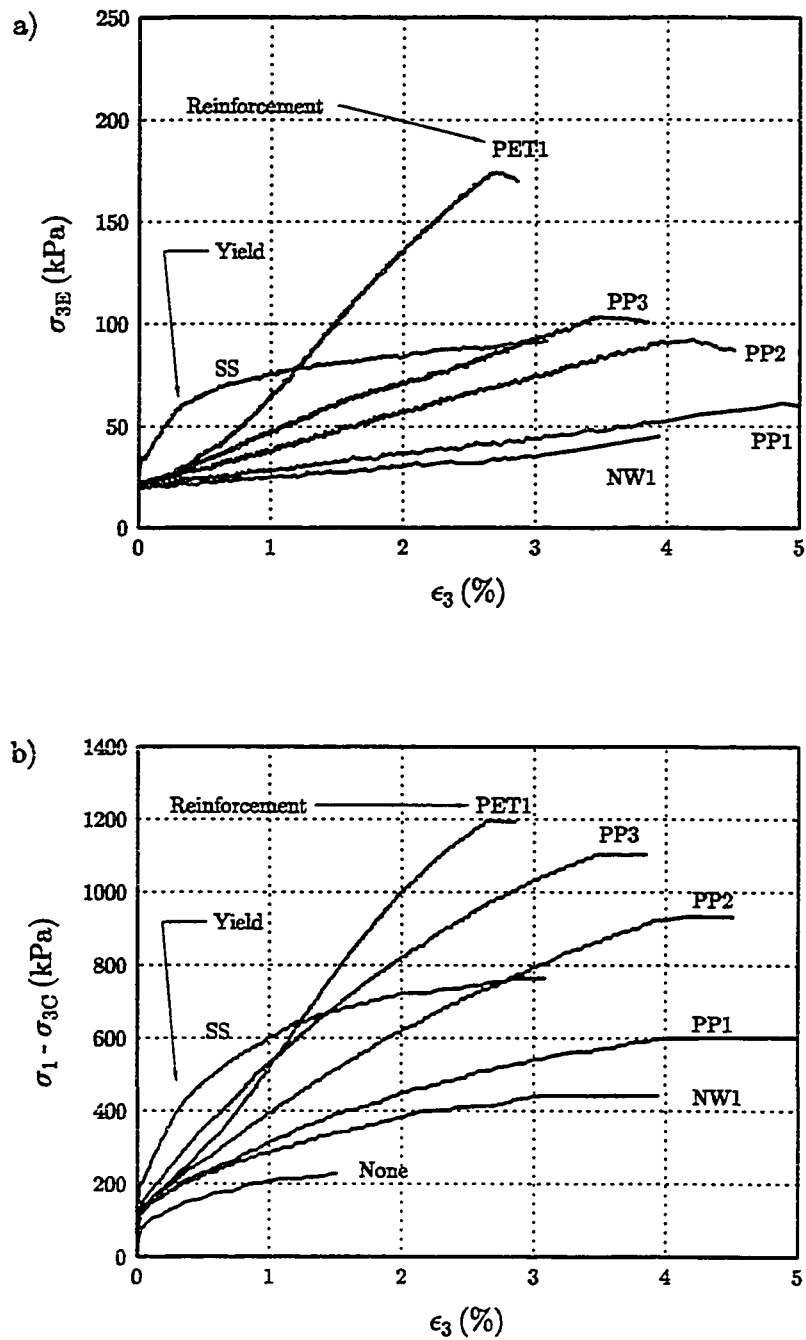 a)
250
200
150
100
50
0
σ3E (kPa)
Reinforcement
PET1
Yield
SS
PP3
PP2
PP1
NW1
0 1 2 3 4 5
ϵ3 (%)
b)
1400
1200
1000
800
600
400
200
0
σ1 - σ3C (kPa)
Reinforcement
PET1
PP3
PP2
Yield
SS
PP1
NW1
None
0 1 2 3 4 5
ϵ3 (%)